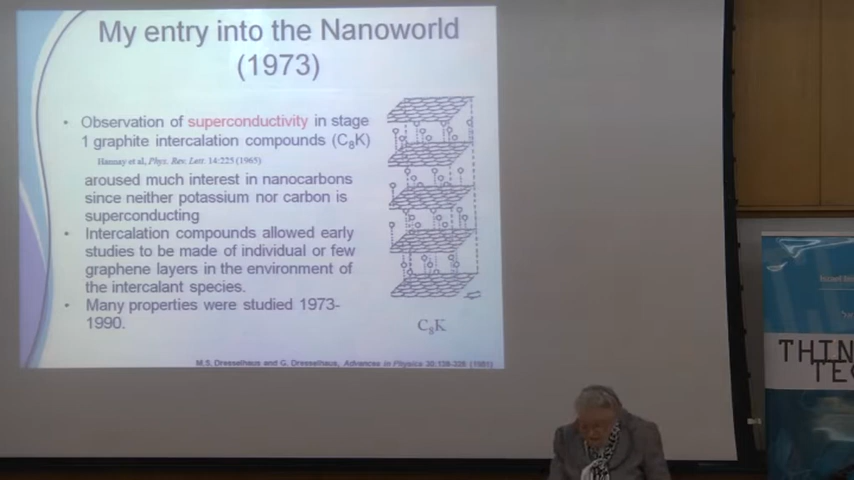 My entry into the Nanoworld
(1973)
• Observation of superconductivity in stage
1 graphite intercalation compounds (C₈K)
Hannay et al, Phys. Rev. Lett. 14:225 (1965)
aroused much interest in nanocarbons
since neither potassium nor carbon is
superconducting
• Intercalation compounds allowed early
studies to be made of individual or few
graphene layers in the environment of
the intercalant species.
• Many properties were studied 1973-
1990.
C₈K
M.S. Dresselhaus and G. Dresselhaus, Advances in Physics 30:139-326 (1981)
Israel
THIN
TE